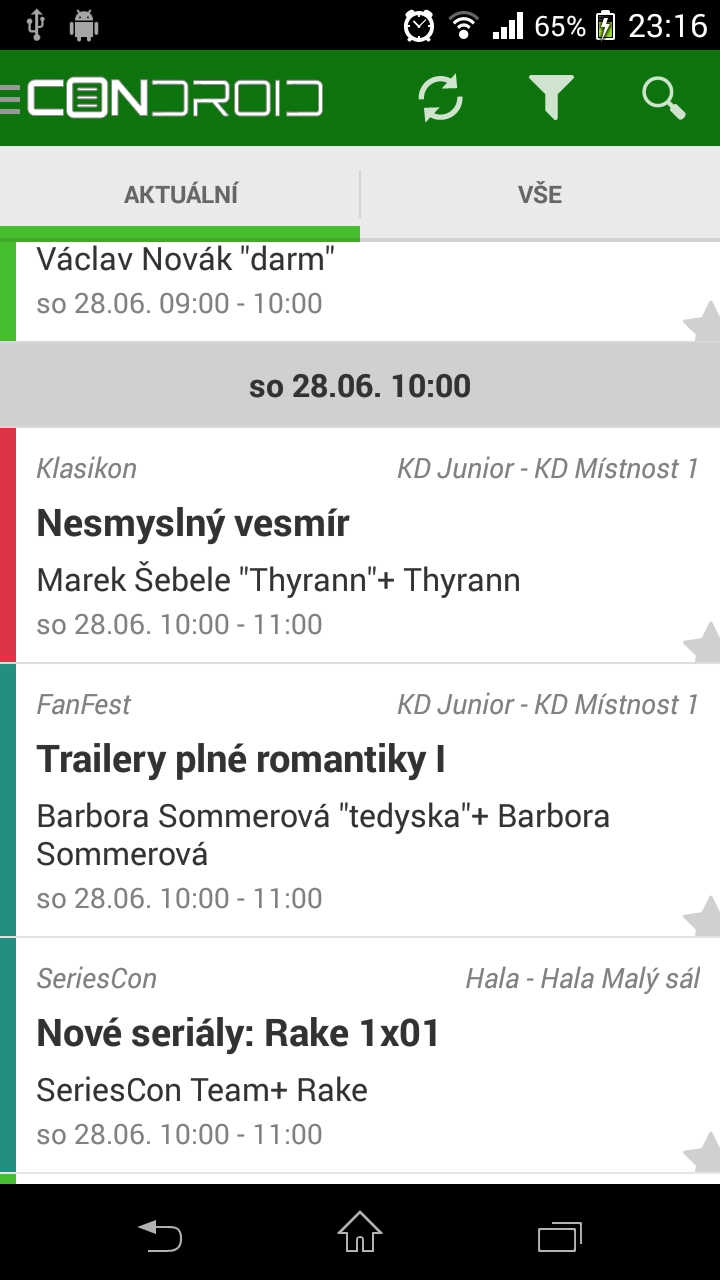 65% 23:16
CONDROID
AKTUÁLNÍ VŠE
Václav Novák "darm"
so 28.06. 09:00 - 10:00
so 28.06. 10:00
Klasikon KD Junior - KD Místnost 1
Nesmyslný vesmír
Marek Šebele "Thyrann"+ Thyrann
so 28.06. 10:00 - 11:00
FanFest KD Junior - KD Místnost 1
Trailery plné romantiky I
Barbora Sommerová "tedyska"+ Barbora
Sommerová
so 28.06. 10:00 - 11:00
SeriesCon Hala - Hala Malý sál
Nové seriály: Rake 1x01
SeriesCon Team+ Rake
so 28.06. 10:00 - 11:00